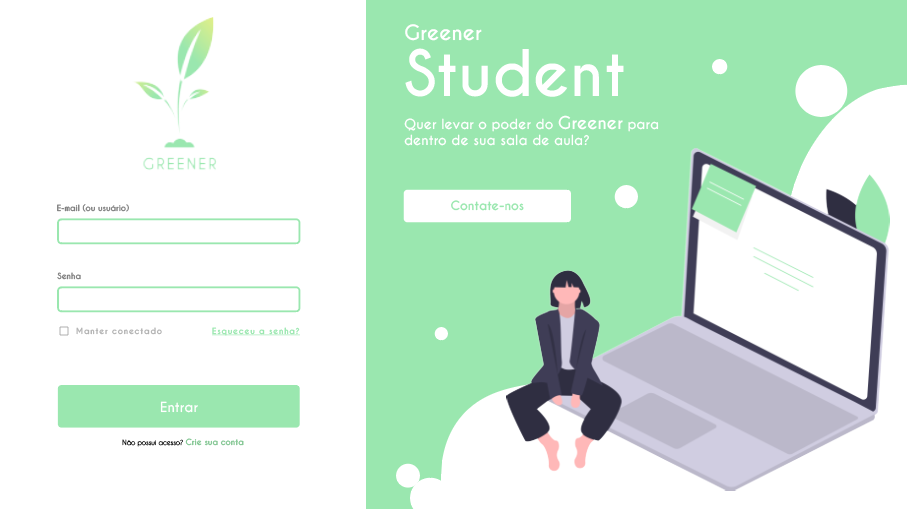 GREENER
E-mail (ou usuário)
Senha
Manter conectado
Esqueceu a senha?
Entrar
Não possui acesso? Crie sua conta
Greener
Student
Quer levar o poder do Greener para
dentro de sua sala de aula?
Contate-nos